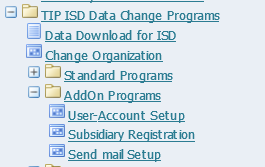 TIP ISD Data Change Programs
Data Download for ISD
Change Organization
Standard Programs
AddOn Programs
User-Account Setup
Subsidiary Registration
Send mail Setup